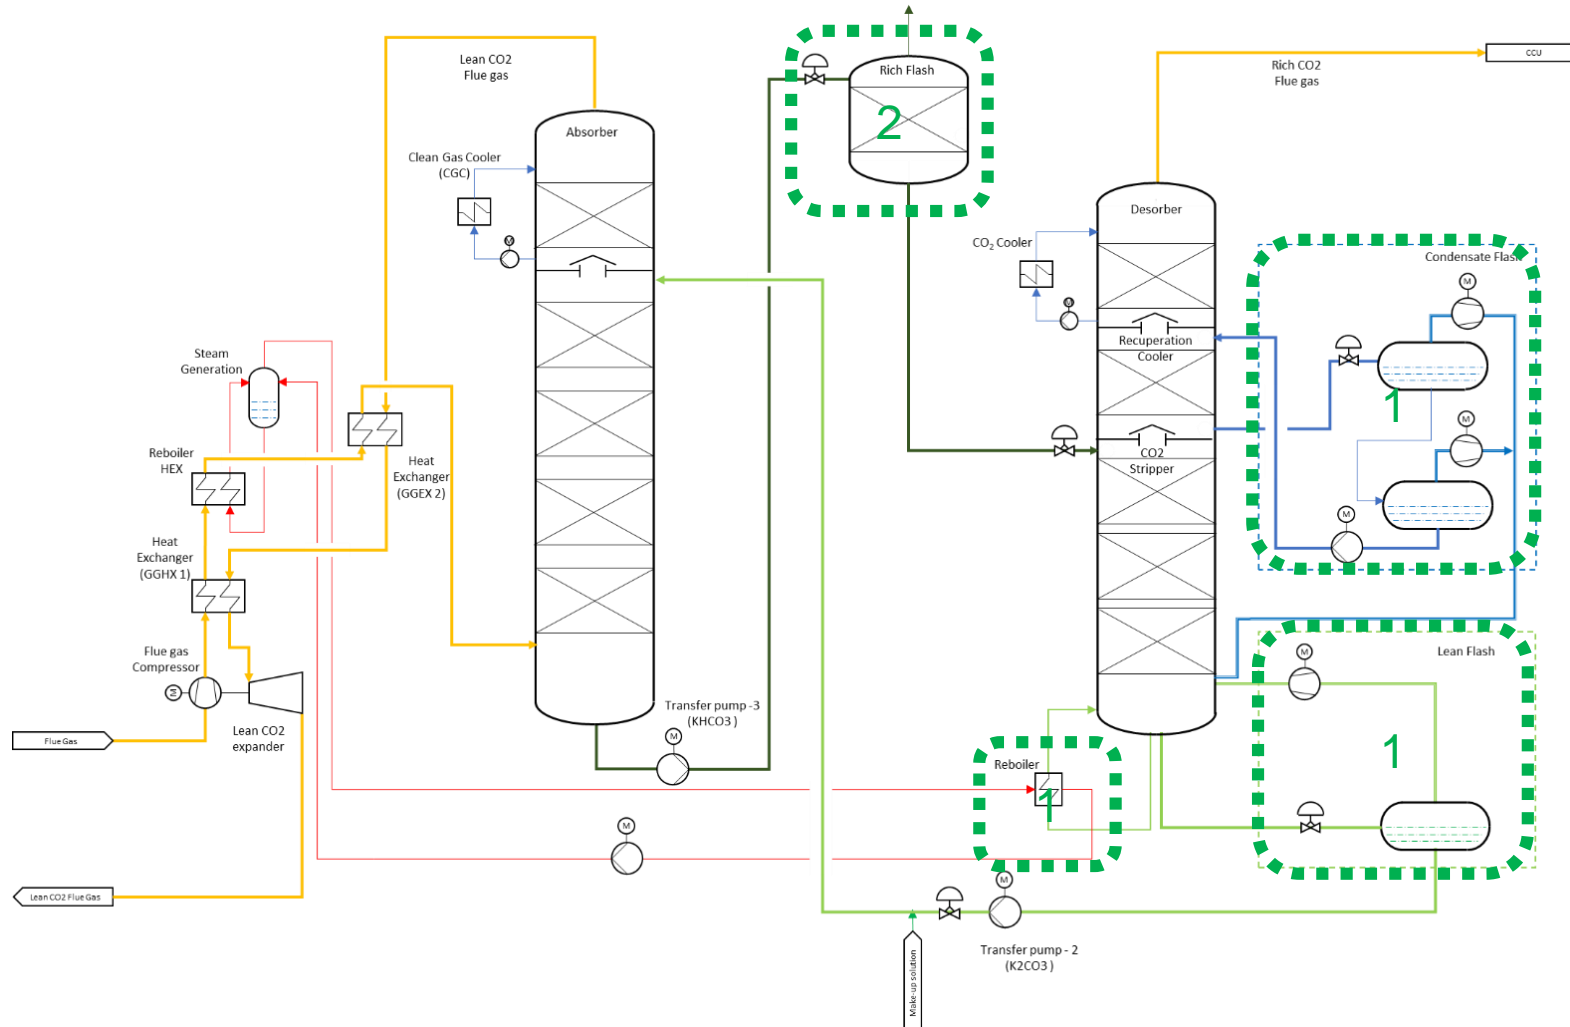 Lean CO2
Flue gas
Rich Flash
2
Rich CO2
Flue gas
CCU
Absorber
Clean Gas Cooler
(CGC)
M
Desorber
CO₂ Cooler
M
Condensate Flash
M
Recuperation
Cooler
1
Steam
Generation
M
CO2
Stripper
Reboiler
HEX
Heat
Exchanger
(GGEX 2)
M
Heat
Exchanger
(GGHX 1)
Flue gas
Compressor
M
Lean CO2
expander
Flue Gas
Transfer pump -3
(KHCO3 )
M
M
Lean Flash
1
Reboiler
1
M
M
Lean CO2 Flue Gas
Transfer pump - 2
(K2CO3 )
Make-up solution